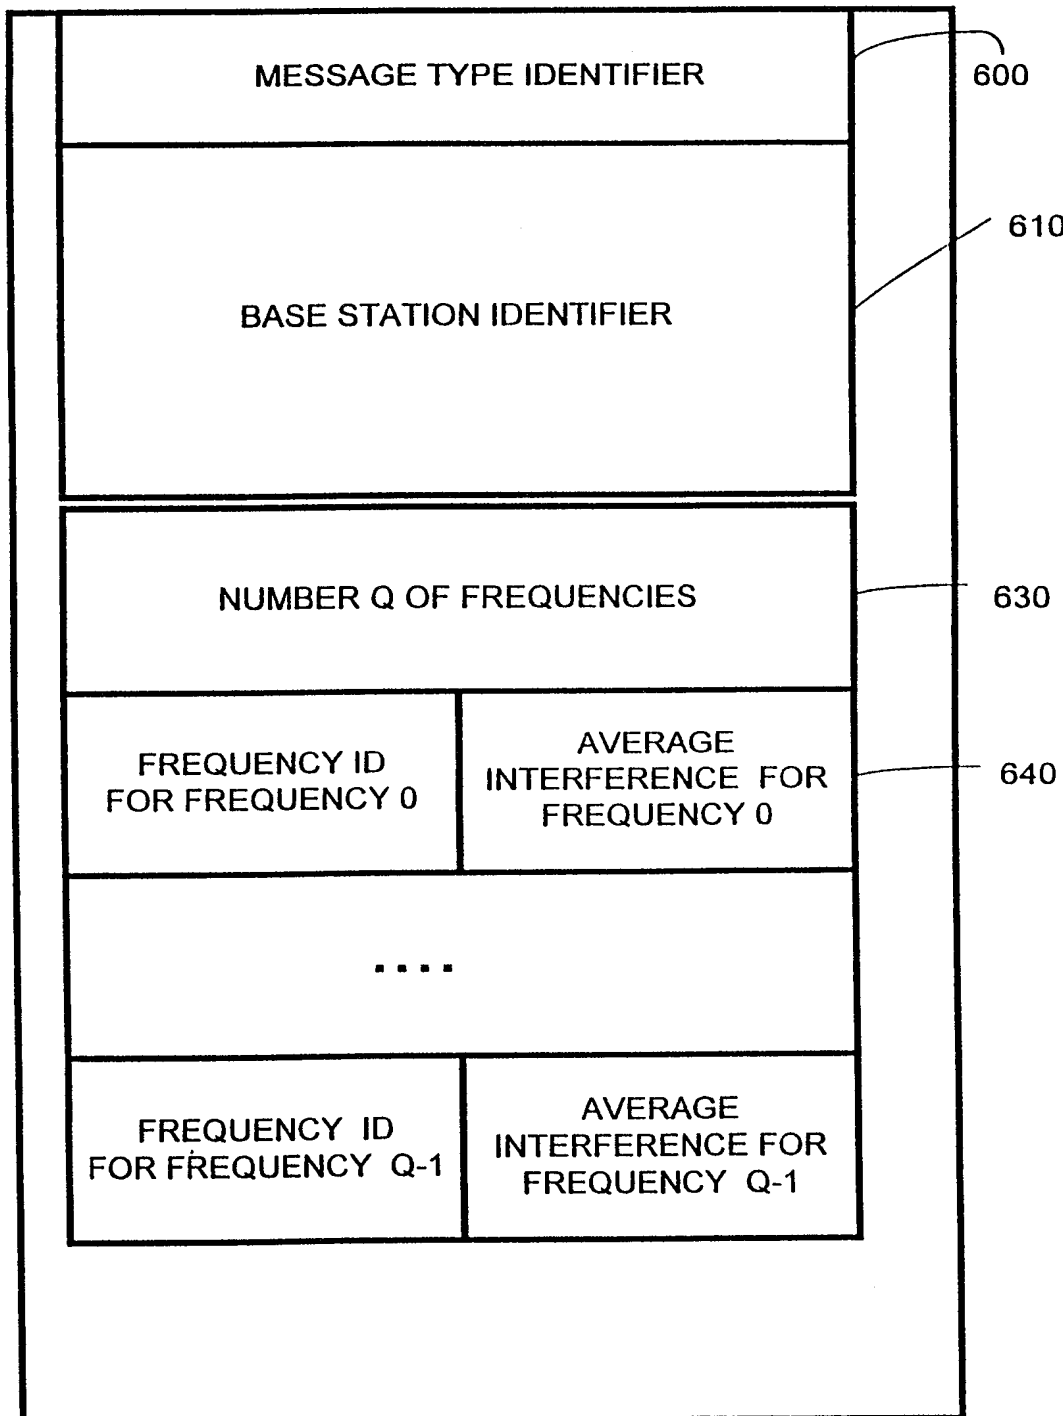 MESSAGE TYPE IDENTIFIER
600
BASE STATION IDENTIFIER
610
NUMBER Q OF FREQUENCIES
630
FREQUENCY ID
FOR FREQUENCY 0
AVERAGE
INTERFERENCE FOR
FREQUENCY 0
640
....
FREQUENCY ID
FOR FREQUENCY Q-1
AVERAGE
INTERFERENCE FOR
FREQUENCY Q-1